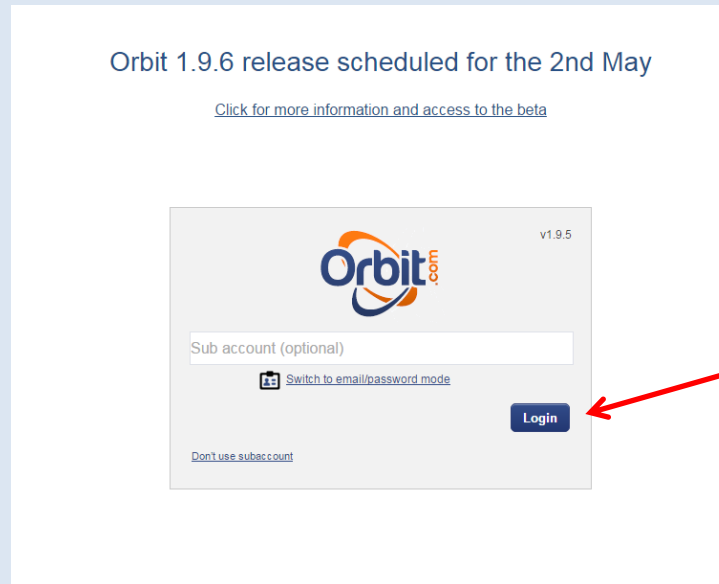 Orbit 1.9.6 release scheduled for the 2nd May
Click for more information and access to the beta
v1.9.5
Orbit.com
Sub account (optional)
Switch to email/password mode
Login
Don't use subaccount